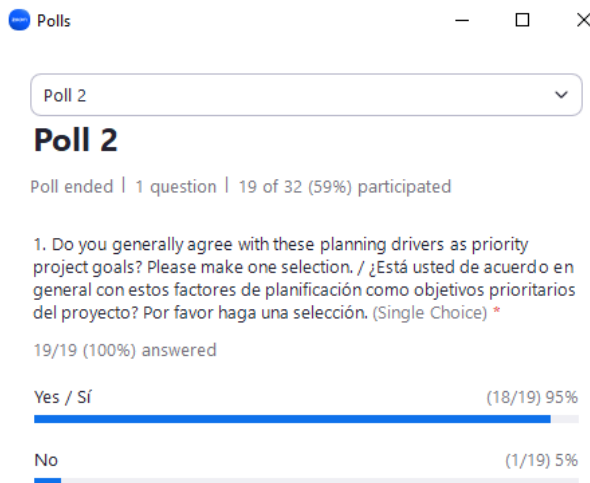 zoom
Polls
Poll 2
Poll 2
Poll ended | 1 question | 19 of 32 (59%) participated
1. Do you generally agree with these planning drivers as priority
project goals? Please make one selection. / ¿Está usted de acuerdo en
general con estos factores de planificación como objetivos prioritarios
del proyecto? Por favor haga una selección. (Single Choice) *
19/19 (100%) answered
Yes / Sí (18/19) 95%
No (1/19) 5%